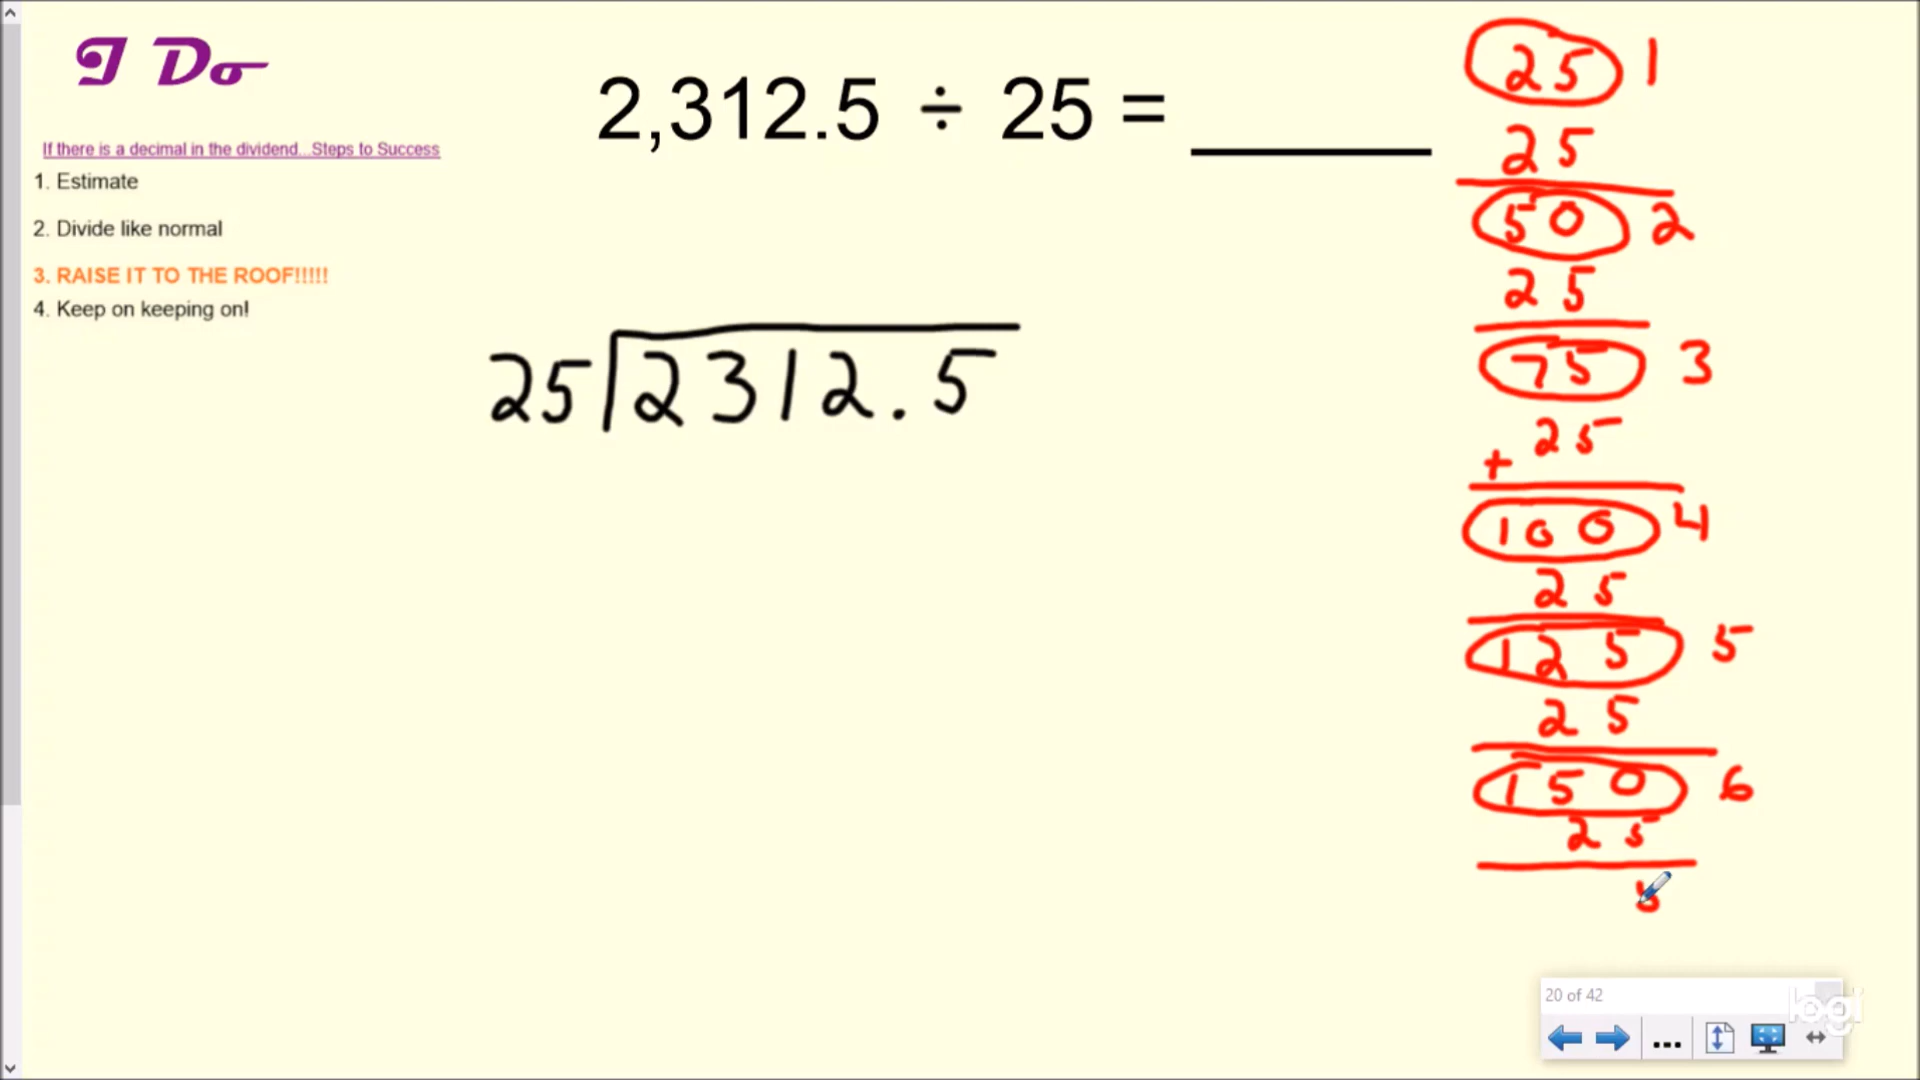 I Do
2,312.5 ÷ 25 = ______
If there is a decimal in the dividend...Steps to Success
1. Estimate
2. Divide like normal
3. RAISE IT TO THE ROOF!!!!!
4. Keep on keeping on!
25 2312.5
25 1
25
50 2
25
75 3
+ 25
100 4
25
125 5
25
150 6
25
20 of 42
logi